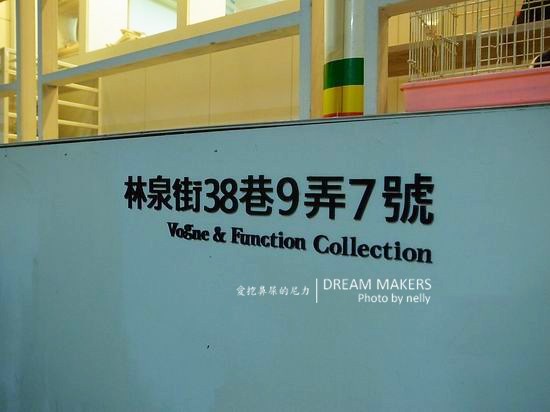 林泉街38巷9弄7號
Vogue & Function Collection
愛挖鼻屎的尼力
DREAM MAKERS
Photo by nelly